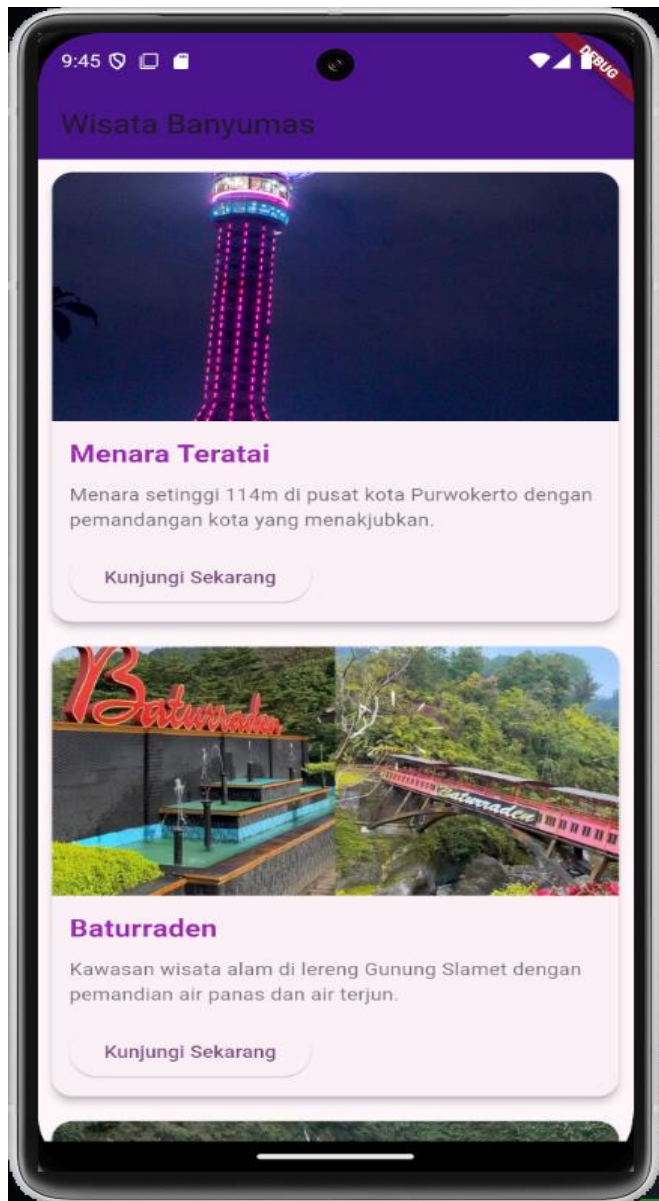 9:45
DEBUG
Wisata Banyumas
Menara Teratai
Menara setinggi 114m di pusat kota Purwokerto dengan
pemandangan kota yang menakjubkan.
Kunjungi Sekarang
Baturraden
Baturraden
Baturraden
Kawasan wisata alam di lereng Gunung Slamet dengan
pemandian air panas dan air terjun.
Kunjungi Sekarang